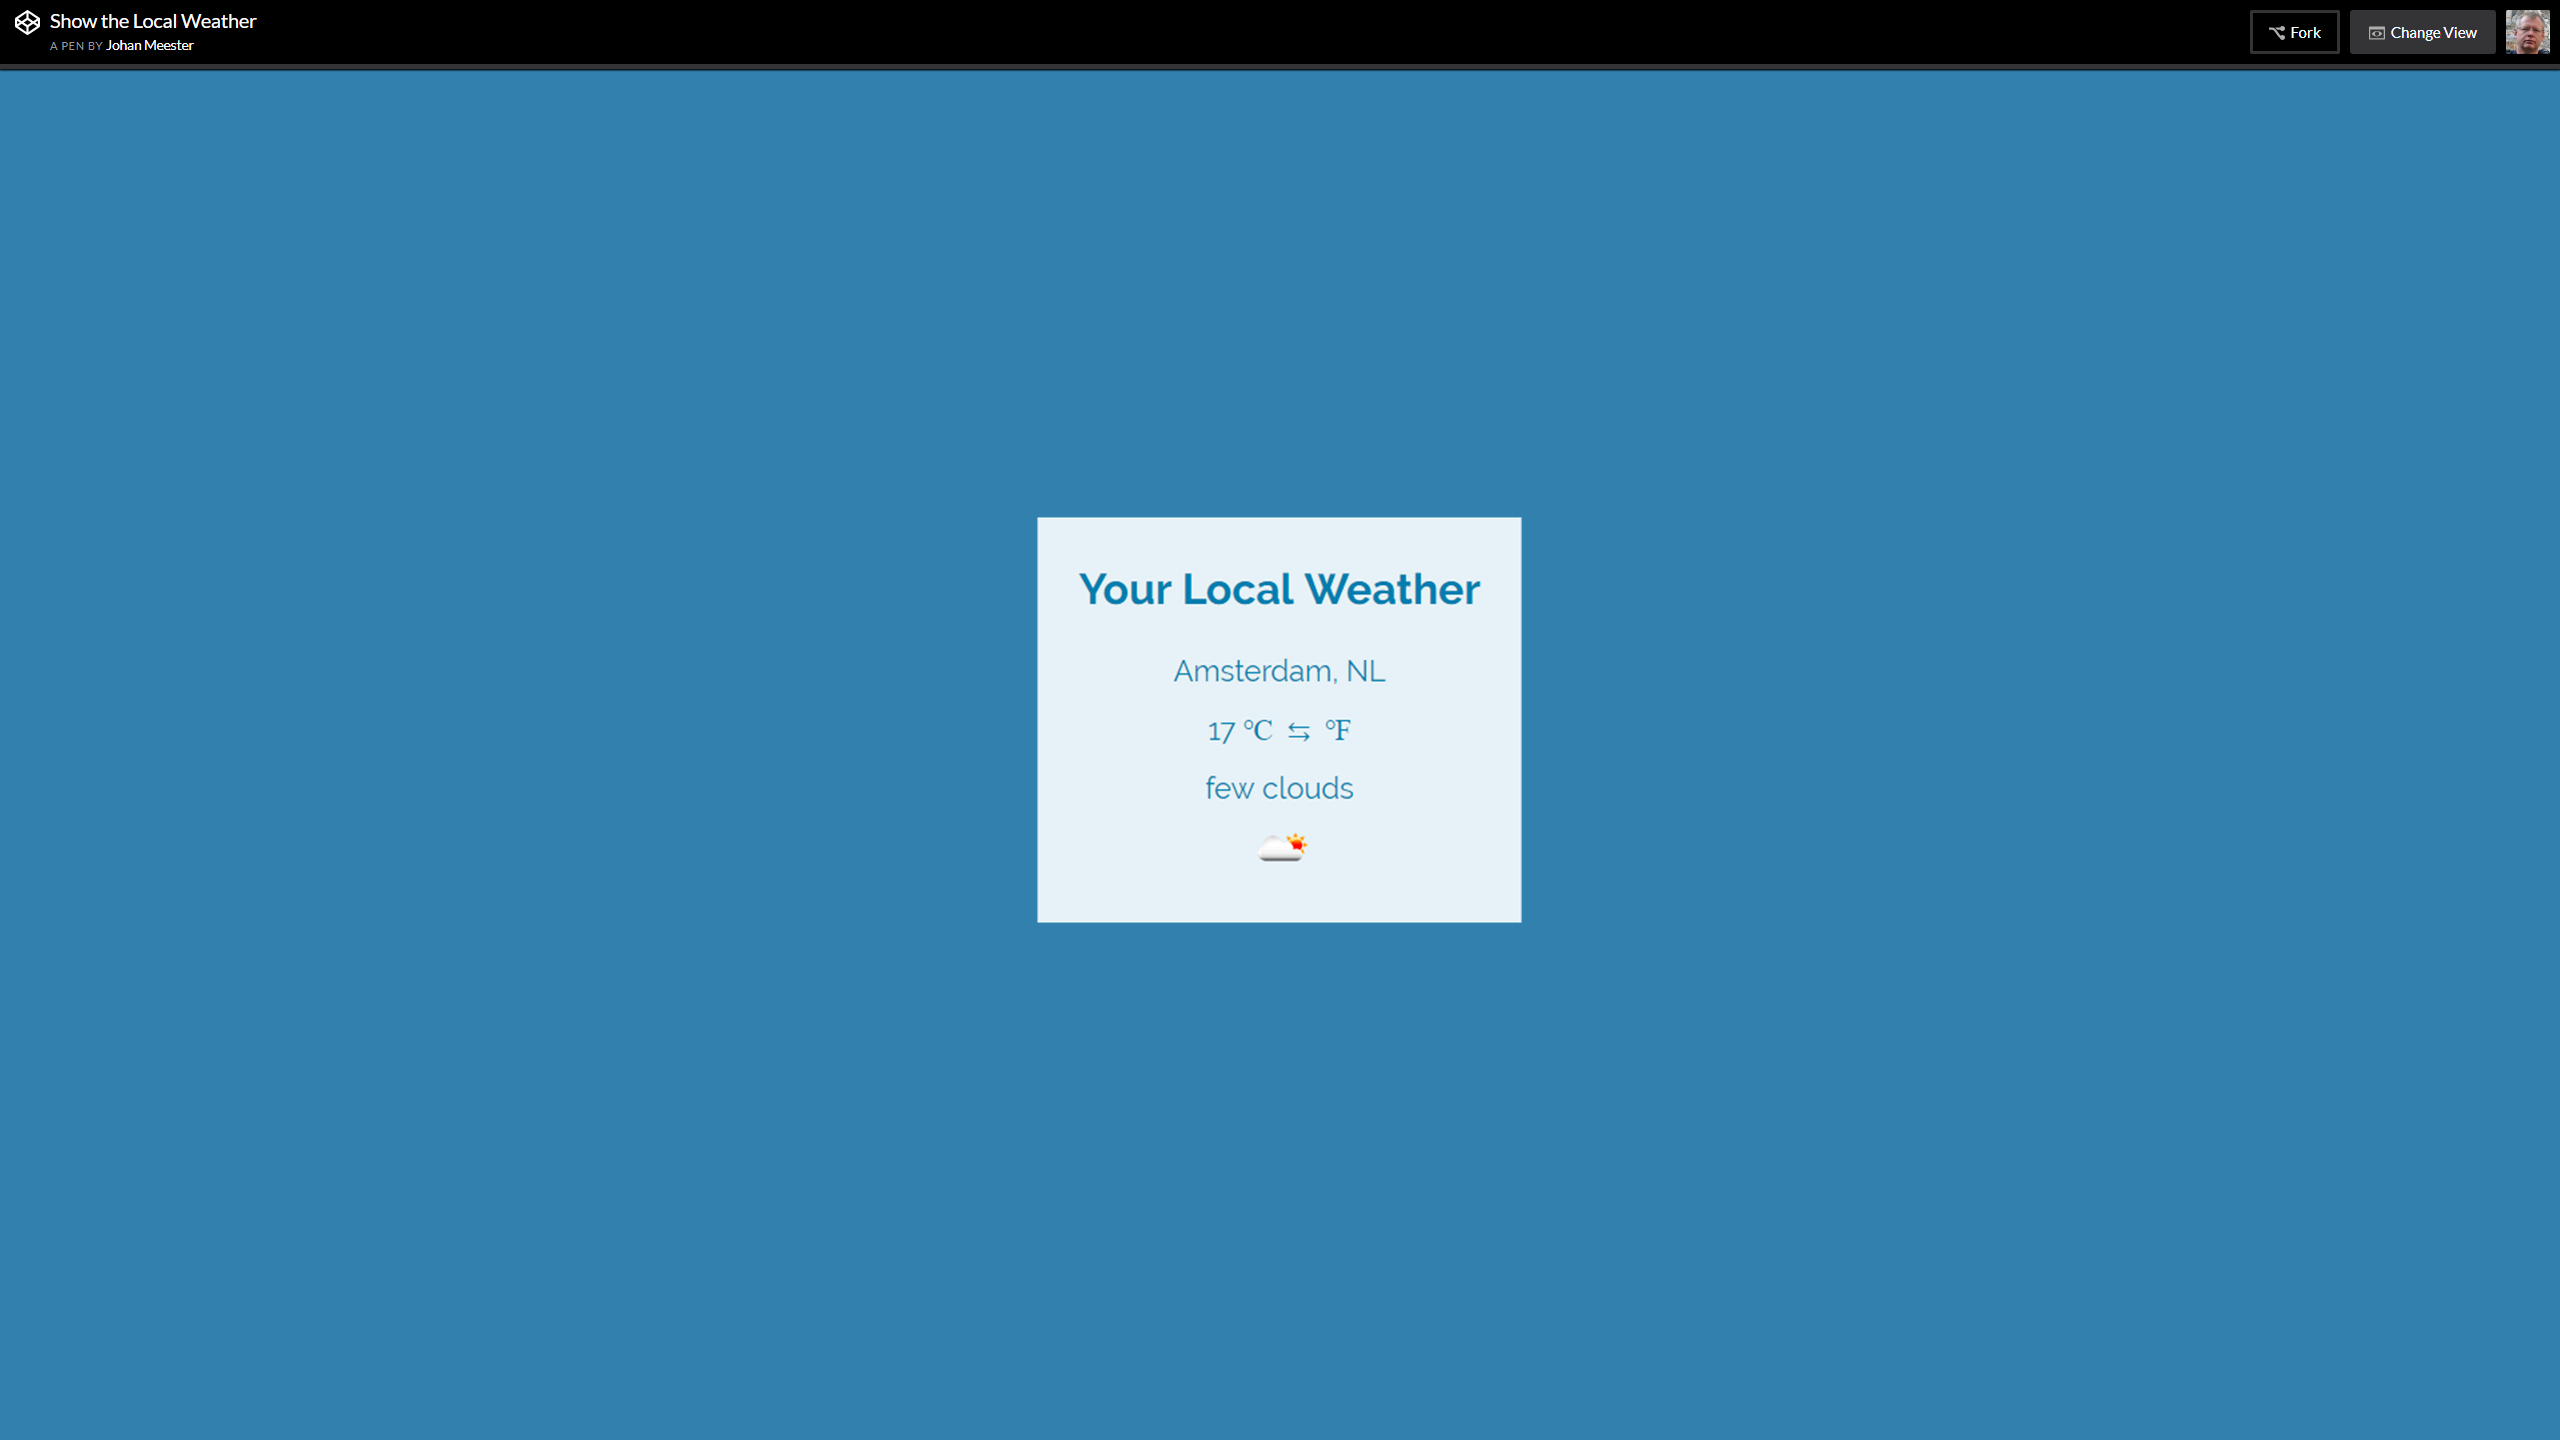 Show the Local Weather
A PEN BY Johan Meester
Fork
Change View
Your Local Weather
Amsterdam, NL
17 °C ⇆ °F
few clouds